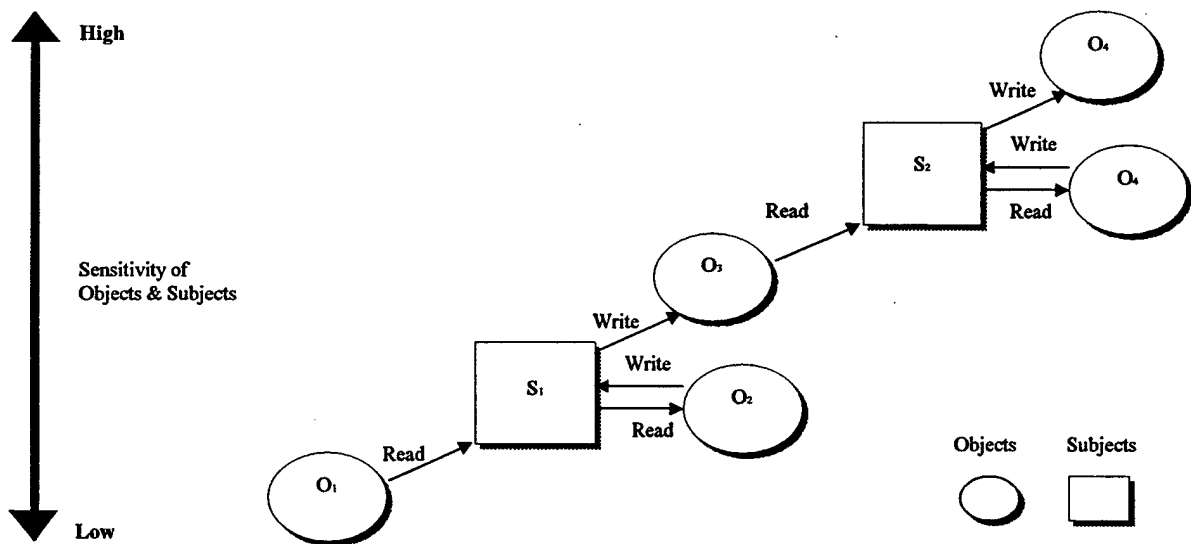 High
O₄
Write
S₂
Write
O₄
Read
Read
O₃
Sensitivity of
Objects & Subjects
Write
Write
S₁
O₂
Read
Read
Objects
Subjects
O₁
Low